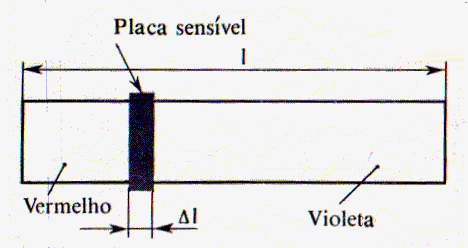 Placa sensível
l
Vermelho
Δl
Violeta